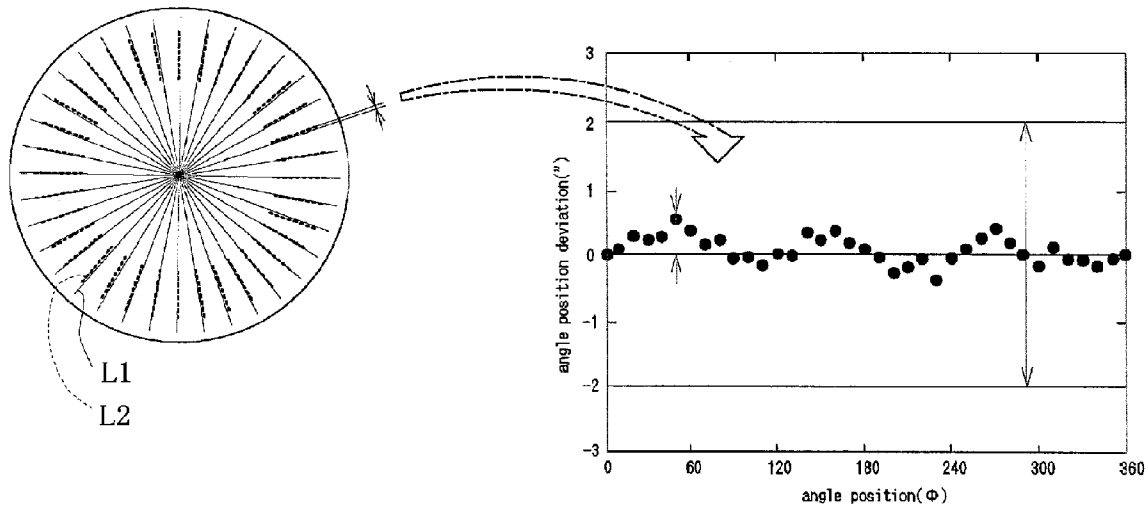 L1
L2
3
2
1
0
-1
-2
-3
angle position deviation(″)
0 60 120 180 240 300 360
angle position(Φ)